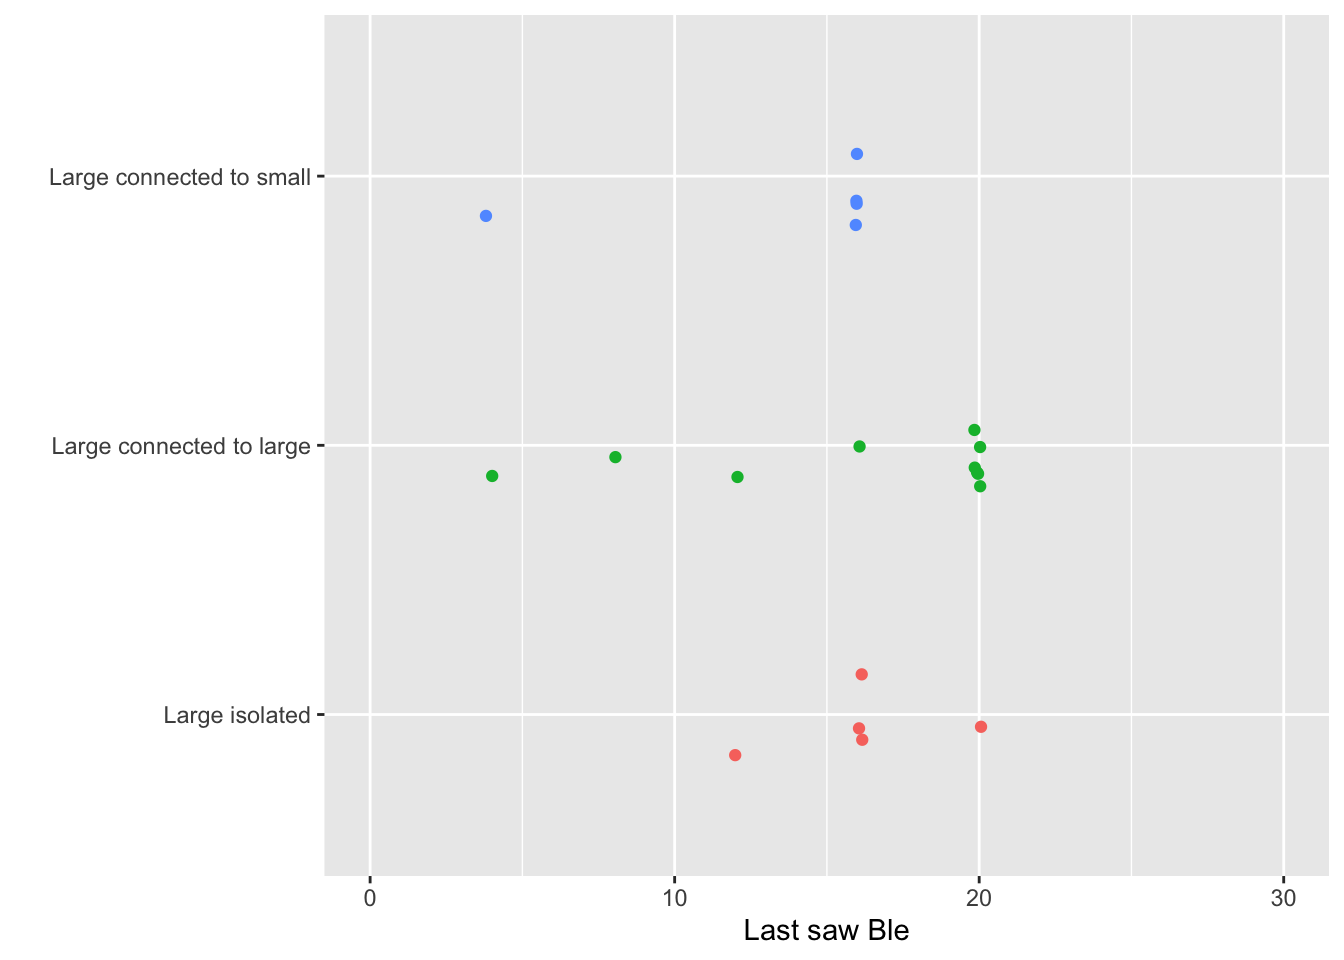 Large connected to small
Large connected to large
Large isolated
0 10 20 30
Last saw Ble